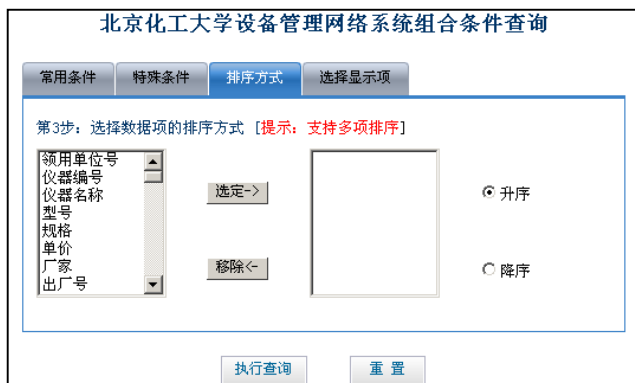 北京化工大学设备管理网络系统组合条件查询
常用条件 特殊条件 排序方式 选择显示项
第3步：选择数据项的排序方式 [提示：支持多项排序]
领用单位号
仪器编号
仪器名称
型号
规格
单价
厂家
出厂号
选定->
移除<-
升序
降序
执行查询 重 置